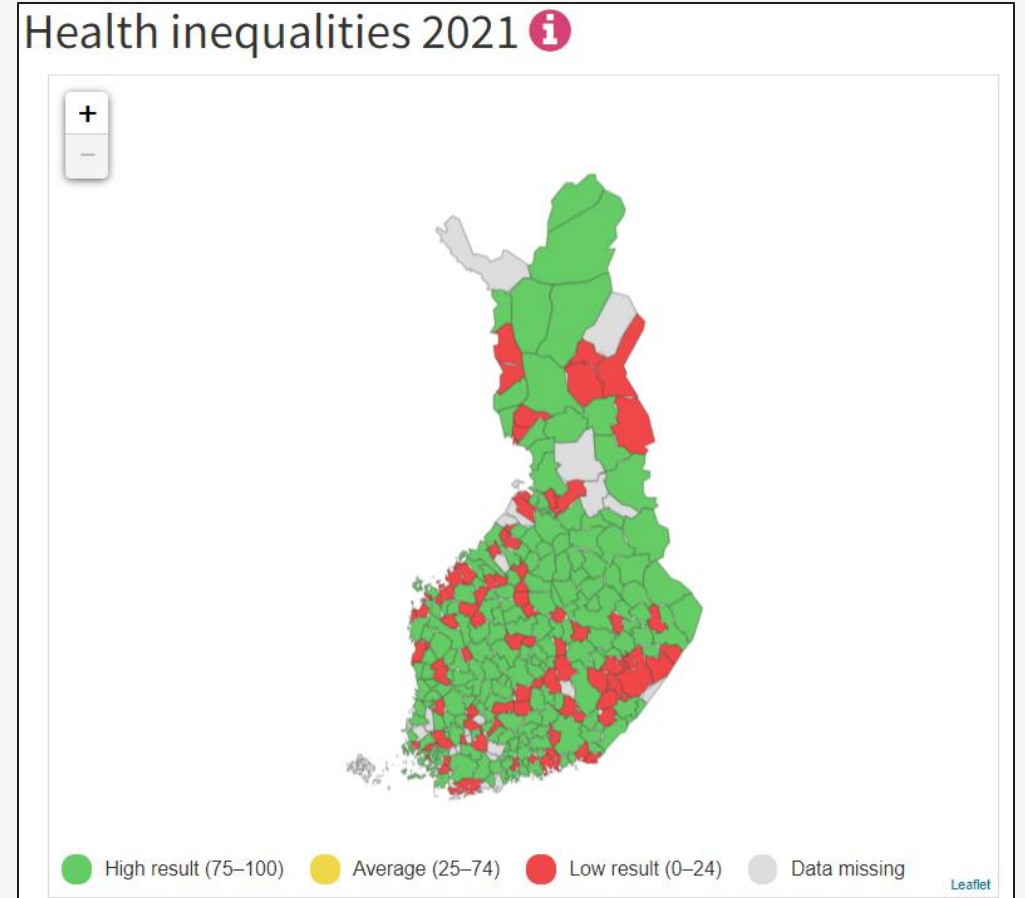 Health inequalities 2021 i
+
−
High result (75–100) Average (25–74) Low result (0–24) Data missing
Leaflet